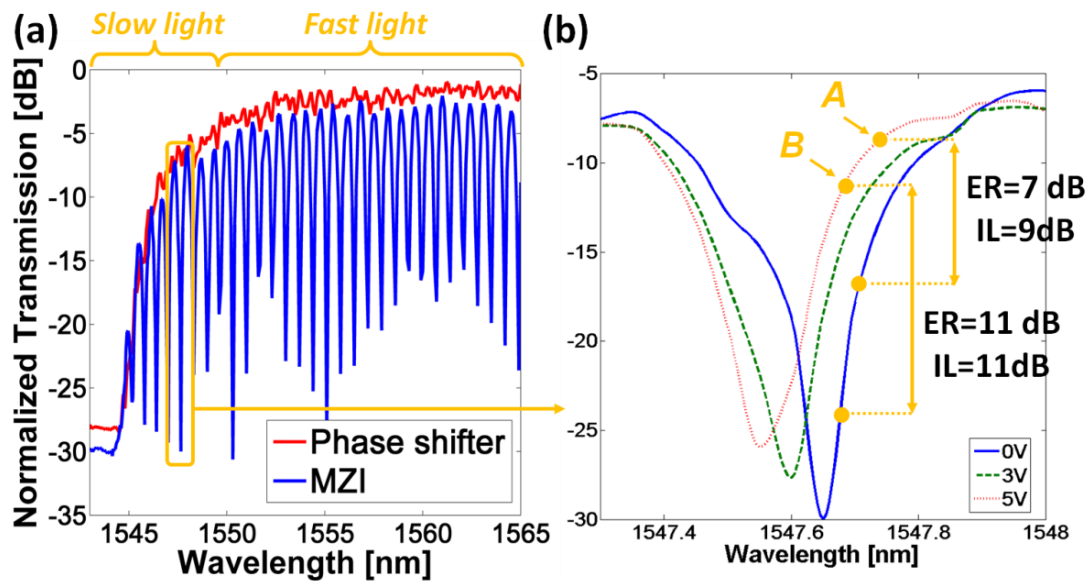 (a)
Slow light
Fast light
Normalized Transmission [dB]
0
-5
-10
-15
-20
-25
-30
-35
1545
1550
1555
1560
1565
Wavelength [nm]
Phase shifter
MZI
(b)
-5
-10
-15
-20
-25
-30
1547.4
1547.6
1547.8
1548
Wavelength [nm]
A
B
ER=7 dB
IL=9dB
ER=11 dB
IL=11dB
0V
3V
5V